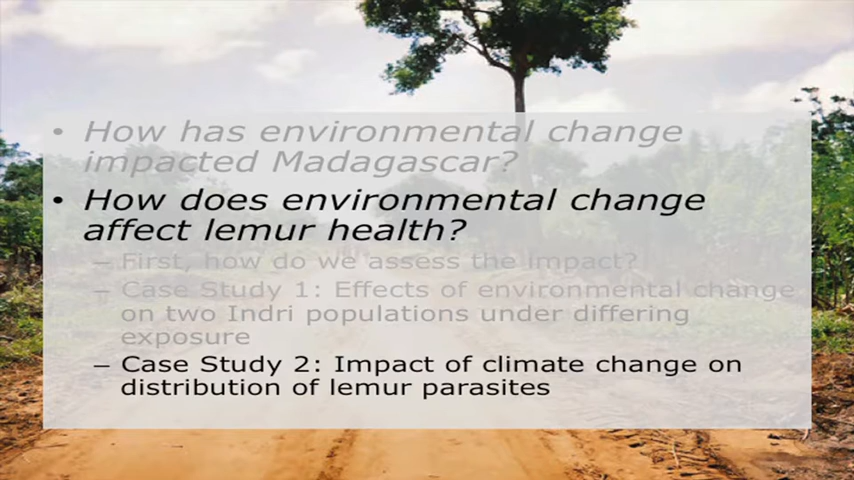 • How has environmental change
impacted Madagascar?
• How does environmental change
affect lemur health?
– First, how do we assess the impact?
– Case Study 1: Effects of environmental change
on two Indri populations under differing
exposure
– Case Study 2: Impact of climate change on
distribution of lemur parasites